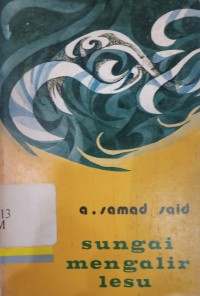 a. samad said
13
M
sungai
mengalir
lesu